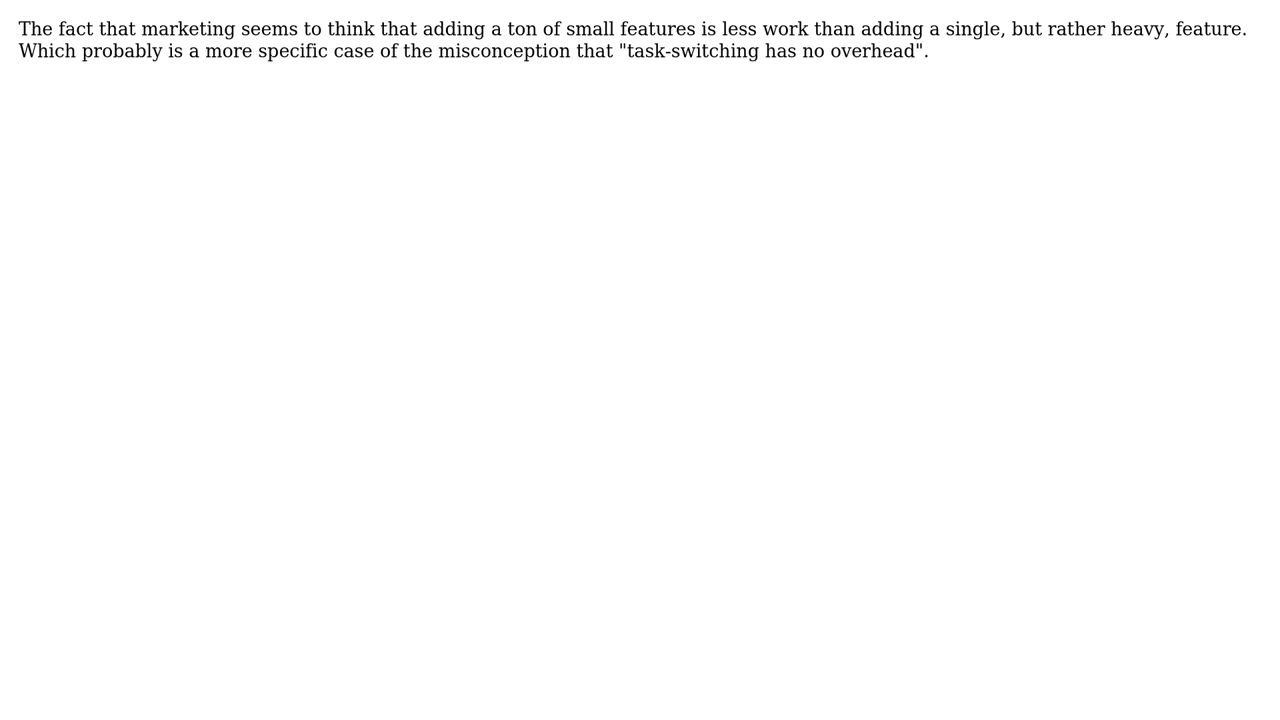 The fact that marketing seems to think that adding a ton of small features is less work than adding a single, but rather heavy, feature.
Which probably is a more specific case of the misconception that "task-switching has no overhead".